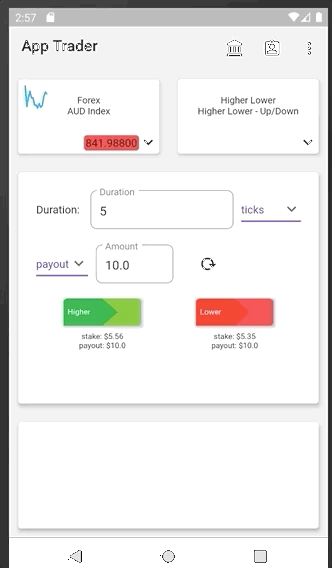 2:57
App Trader
Forex
AUD Index
841.98800
Higher Lower
Higher Lower - Up/Down
Duration:
Duration
5
ticks
payout
Amount
10.0
Higher
Lower
stake: $5.56
payout: $10.0
stake: $5.35
payout: $10.0